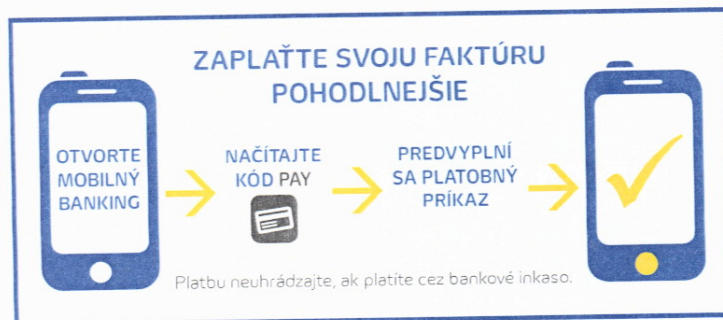 ZAPLAŤTE SVOJU FAKTÚRU
POHODLNEJŠIE
OTVORTE
MOBILNÝ
BANKING
NAČÍTAJTE
KÓD PAY
PREDVYPLNÍ
SA PLATOBNÝ
PRÍKAZ
Platbu neuhrádzajte, ak platíte cez bankové inkaso.